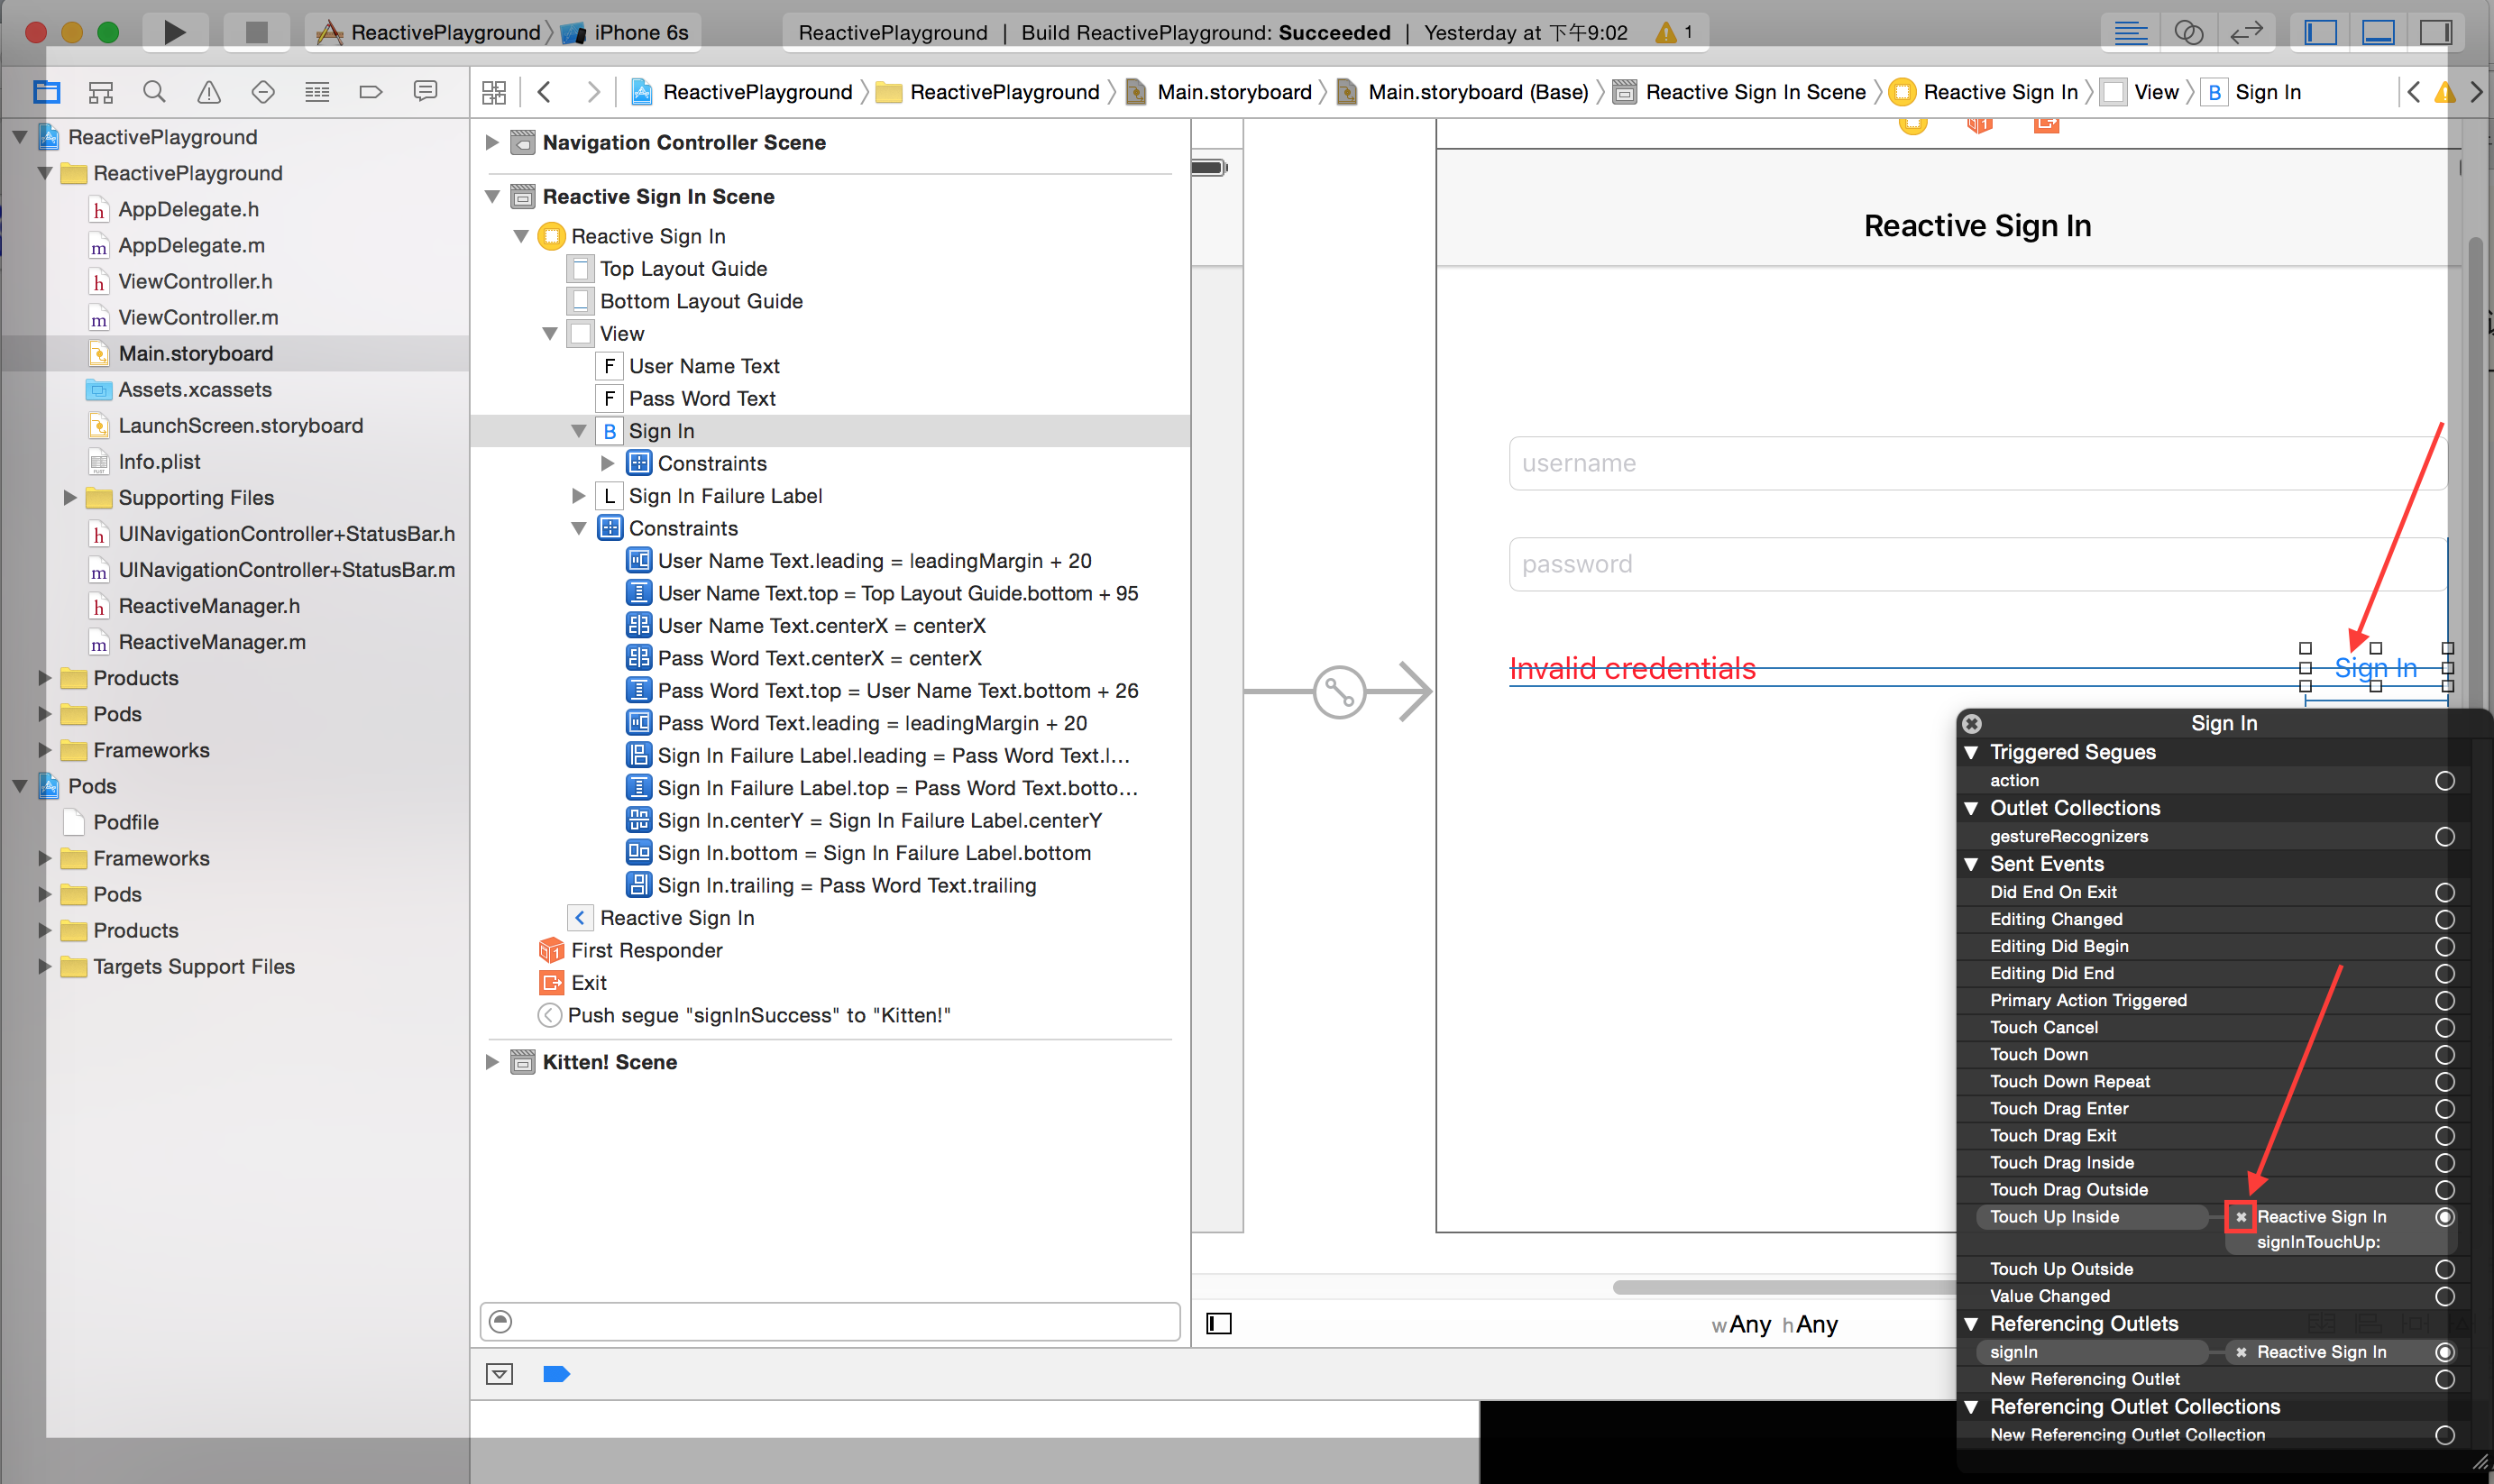 ReactivePlayground iPhone 6s ReactivePlayground | Build ReactivePlayground: Succeeded | Yesterday at 下午9:02 1
ReactivePlayground ReactivePlayground Main.storyboard Main.storyboard (Base) Reactive Sign In Scene Reactive Sign In View B Sign In
ReactivePlayground
ReactivePlayground
h AppDelegate.h
m AppDelegate.m
h ViewController.h
m ViewController.m
Main.storyboard
Assets.xcassets
LaunchScreen.storyboard
Info.plist
Supporting Files
h UINavigationController+StatusBar.h
m UINavigationController+StatusBar.m
h ReactiveManager.h
m ReactiveManager.m
Products
Pods
Frameworks
Pods
Podfile
Frameworks
Pods
Products
Targets Support Files
Navigation Controller Scene
Reactive Sign In Scene
Reactive Sign In
Top Layout Guide
Bottom Layout Guide
View
F User Name Text
F Pass Word Text
B Sign In
Constraints
L Sign In Failure Label
Constraints
User Name Text.leading = leadingMargin + 20
User Name Text.top = Top Layout Guide.bottom + 95
User Name Text.centerX = centerX
Pass Word Text.centerX = centerX
Pass Word Text.top = User Name Text.bottom + 26
Pass Word Text.leading = leadingMargin + 20
Sign In Failure Label.leading = Pass Word Text.l...
Sign In Failure Label.top = Pass Word Text.botto...
Sign In.centerY = Sign In Failure Label.centerY
Sign In.bottom = Sign In Failure Label.bottom
Sign In.trailing = Pass Word Text.trailing
Reactive Sign In
First Responder
Exit
Push segue "signInSuccess" to "Kitten!"
Kitten! Scene
Reactive Sign In
username
password
Invalid credentials
Sign In
wAny hAny
Sign In
Triggered Segues
action
Outlet Collections
gestureRecognizers
Sent Events
Did End On Exit
Editing Changed
Editing Did Begin
Editing Did End
Primary Action Triggered
Touch Cancel
Touch Down
Touch Down Repeat
Touch Drag Enter
Touch Drag Exit
Touch Drag Inside
Touch Drag Outside
Touch Up Inside Reactive Sign In
signInTouchUp:
Touch Up Outside
Value Changed
Referencing Outlets
signIn Reactive Sign In
New Referencing Outlet
Referencing Outlet Collections
New Referencing Outlet Collection